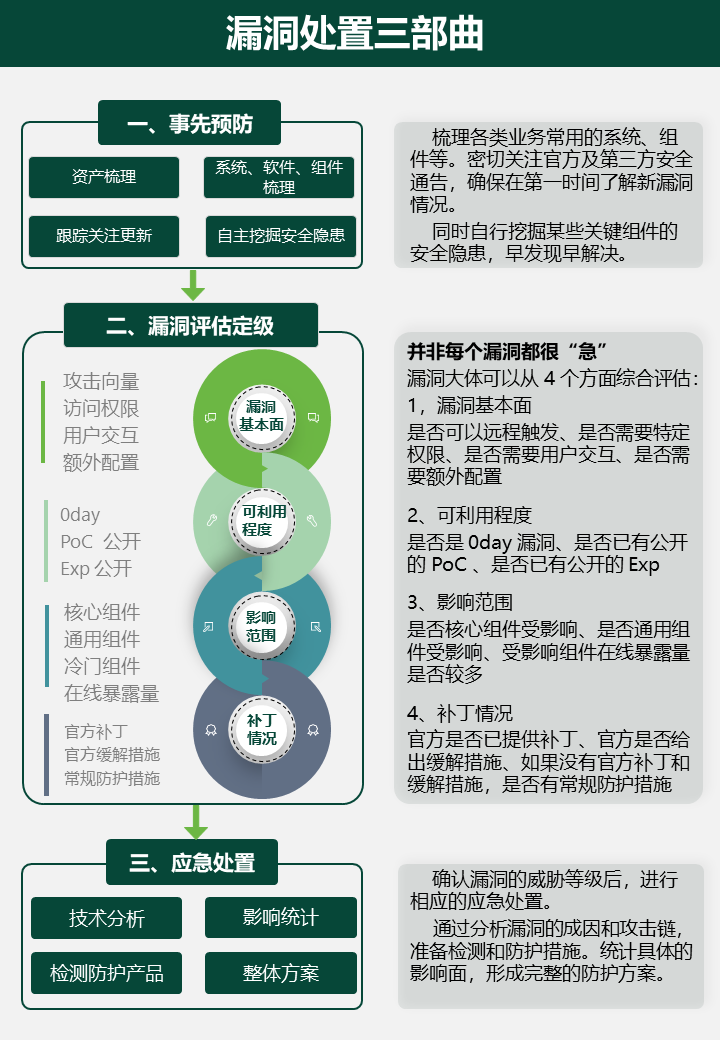 漏洞处置三部曲
一、事先预防
资产梳理
系统、软件、组件
梳理
跟踪关注更新
自主挖掘安全隐患
梳理各类业务常用的系统、组
件等。密切关注官方及第三方安全
通告，确保在第一时间了解新漏洞
情况。
同时自行挖掘某些关键组件的
安全隐患，早发现早解决。
二、漏洞评估定级
攻击向量
访问权限
用户交互
额外配置
漏洞
基本面
0day
PoC 公开
Exp 公开
可利用
程度
核心组件
通用组件
冷门组件
在线暴露量
影响
范围
官方补丁
官方缓解措施
常规防护措施
补丁
情况
并非每个漏洞都很“急”
漏洞大体可以从 4 个方面综合评估：
1，漏洞基本面
是否可以远程触发、是否需要特定
权限、是否需要用户交互、是否需
要额外配置
2、可利用程度
是否是 0day 漏洞、是否已有公开
的 PoC 、是否已有公开的 Exp
3、影响范围
是否核心组件受影响、是否通用组
件受影响、受影响组件在线暴露量
是否较多
4、补丁情况
官方是否已提供补丁、官方是否给
出缓解措施、如果没有官方补丁和
缓解措施，是否有常规防护措施
三、应急处置
技术分析
影响统计
检测防护产品
整体方案
确认漏洞的威胁等级后，进行
相应的应急处置。
通过分析漏洞的成因和攻击链，
准备检测和防护措施。统计具体的
影响面，形成完整的防护方案。